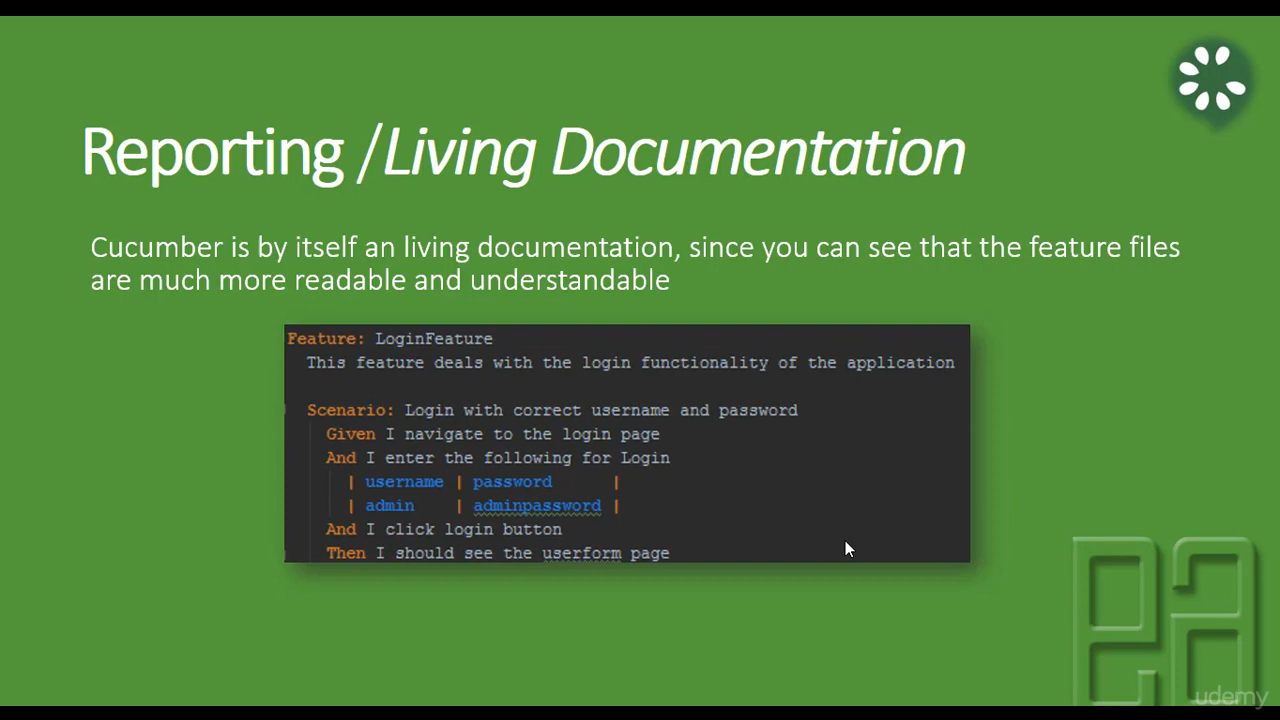 Reporting /Living Documentation
Cucumber is by itself an living documentation, since you can see that the feature files
are much more readable and understandable
Feature: LoginFeature
This feature deals with the login functionality of the application
Scenario: Login with correct username and password
Given I navigate to the login page
And I enter the following for Login
| username | password |
| admin | adminpassword |
And I click login button
Then I should see the userform page
ea
udemy